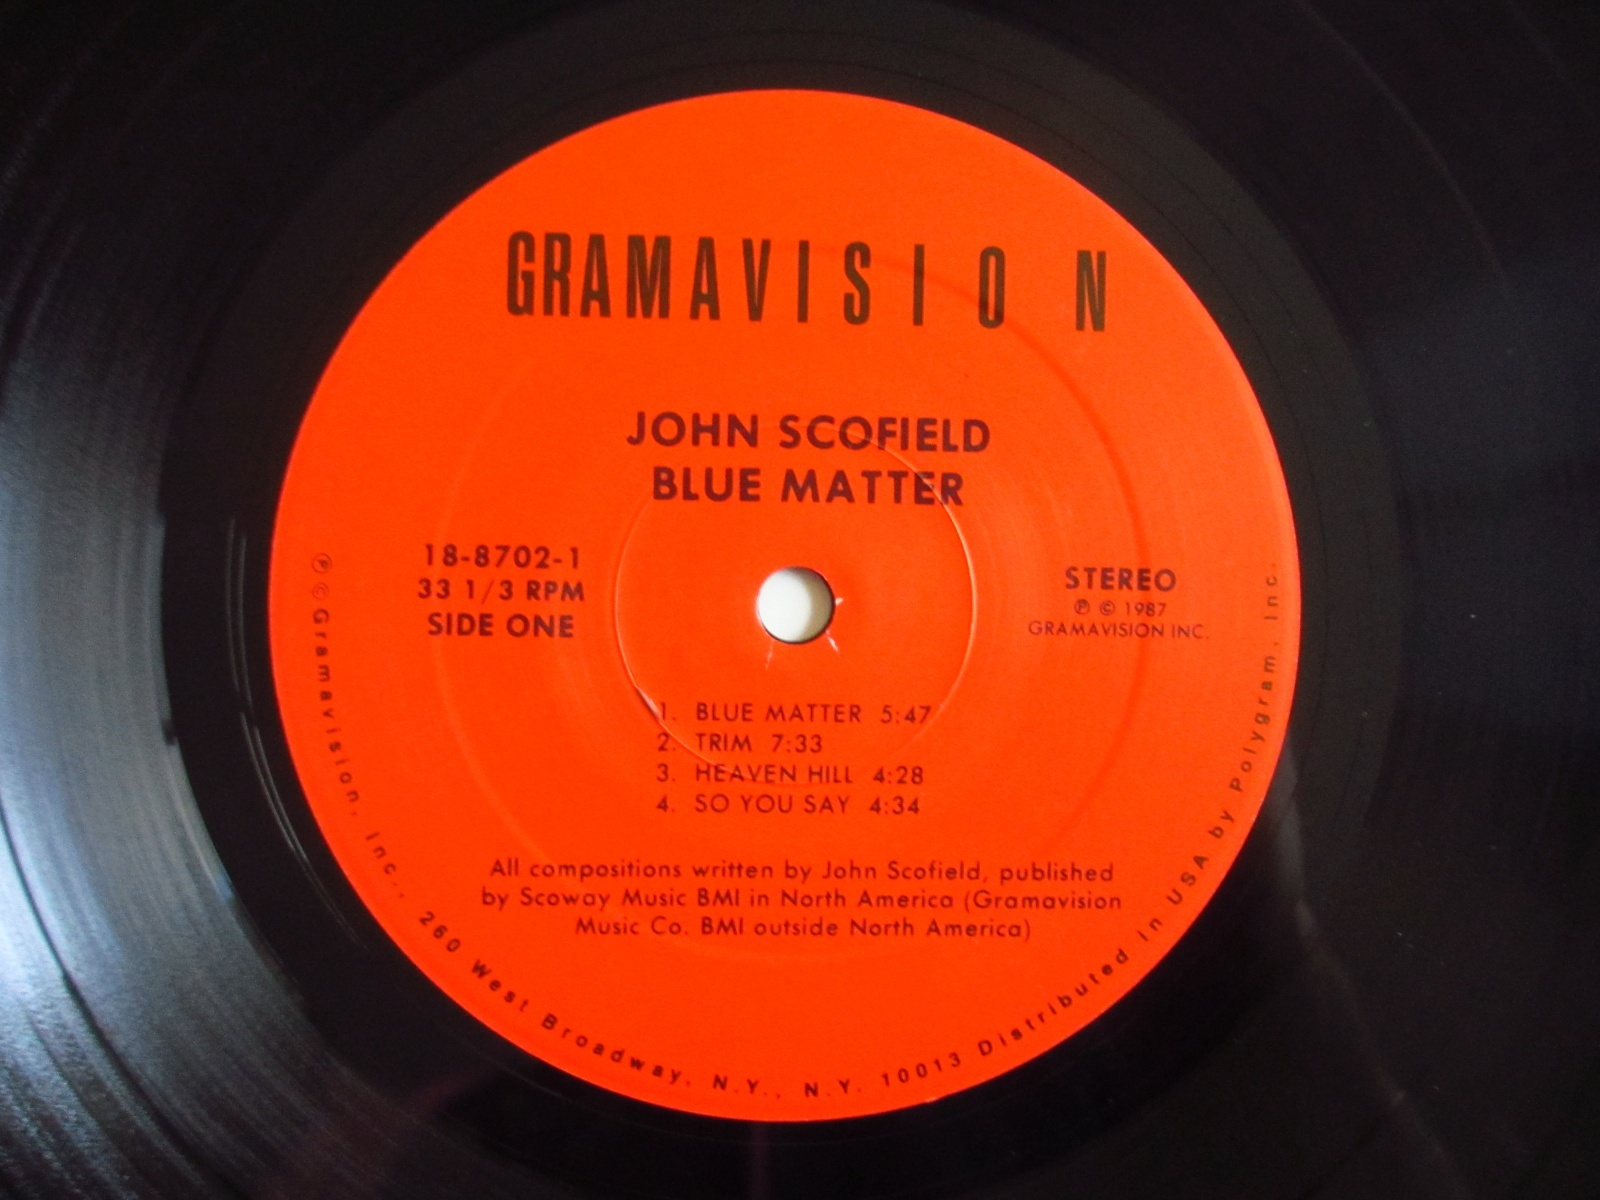 GRAMAVISION
JOHN SCOFIELD
BLUE MATTER
18-8702-1
33 1/3 RPM
SIDE ONE
STEREO
℗ © 1987
GRAMAVISION INC.
1. BLUE MATTER 5:47
2. TRIM 7:33
3. HEAVEN HILL 4:28
4. SO YOU SAY 4:34
All compositions written by John Scofield, published
by Scoway Music BMI in North America (Gramavision
Music Co. BMI outside North America)
℗ © Gramavision, Inc., 260 West Broadway, N.Y., N.Y. 10013 Distributed in USA by Polygram, Inc.